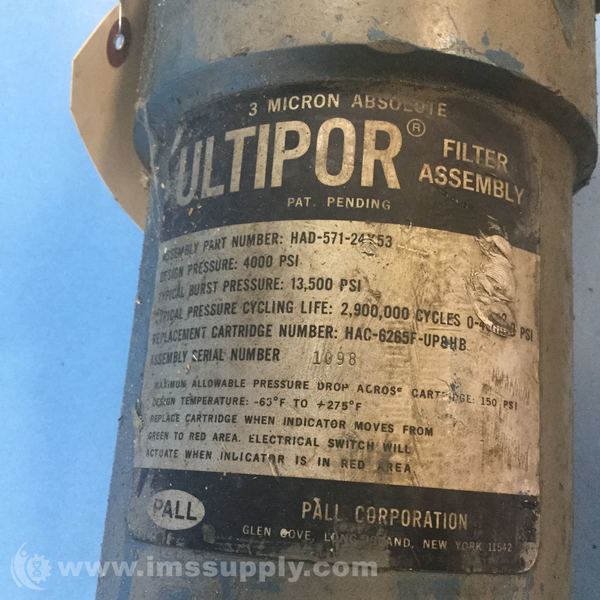 3 MICRON ABSOLUTE
ULTIPOR ®
FILTER
ASSEMBLY
PAT. PENDING
ASSEMBLY PART NUMBER: HAD-571-24Y53
DESIGN PRESSURE: 4000 PSI
TYPICAL BURST PRESSURE: 13,500 PSI
TYPICAL PRESSURE CYCLING LIFE: 2,900,000 CYCLES PSI
REPLACEMENT CARTRIDGE NUMBER: HAC-6265F-UP8HB
ASSEMBLY SERIAL NUMBER 1098
MAXIMUM ALLOWABLE PRESSURE DROP ACROSS CARTRIDGE: 150 PSI
DESIGN TEMPERATURE: -65°F TO +275°F
REPLACE CARTRIDGE WHEN INDICATOR MOVES FROM
GREEN TO RED AREA. ELECTRICAL SWITCH WILL
ACTUATE WHEN INDICATOR IS IN RED AREA
PALL
PALL CORPORATION
GLEN COVE, LONG ISLAND, NEW YORK 11542
www.imssupply.com